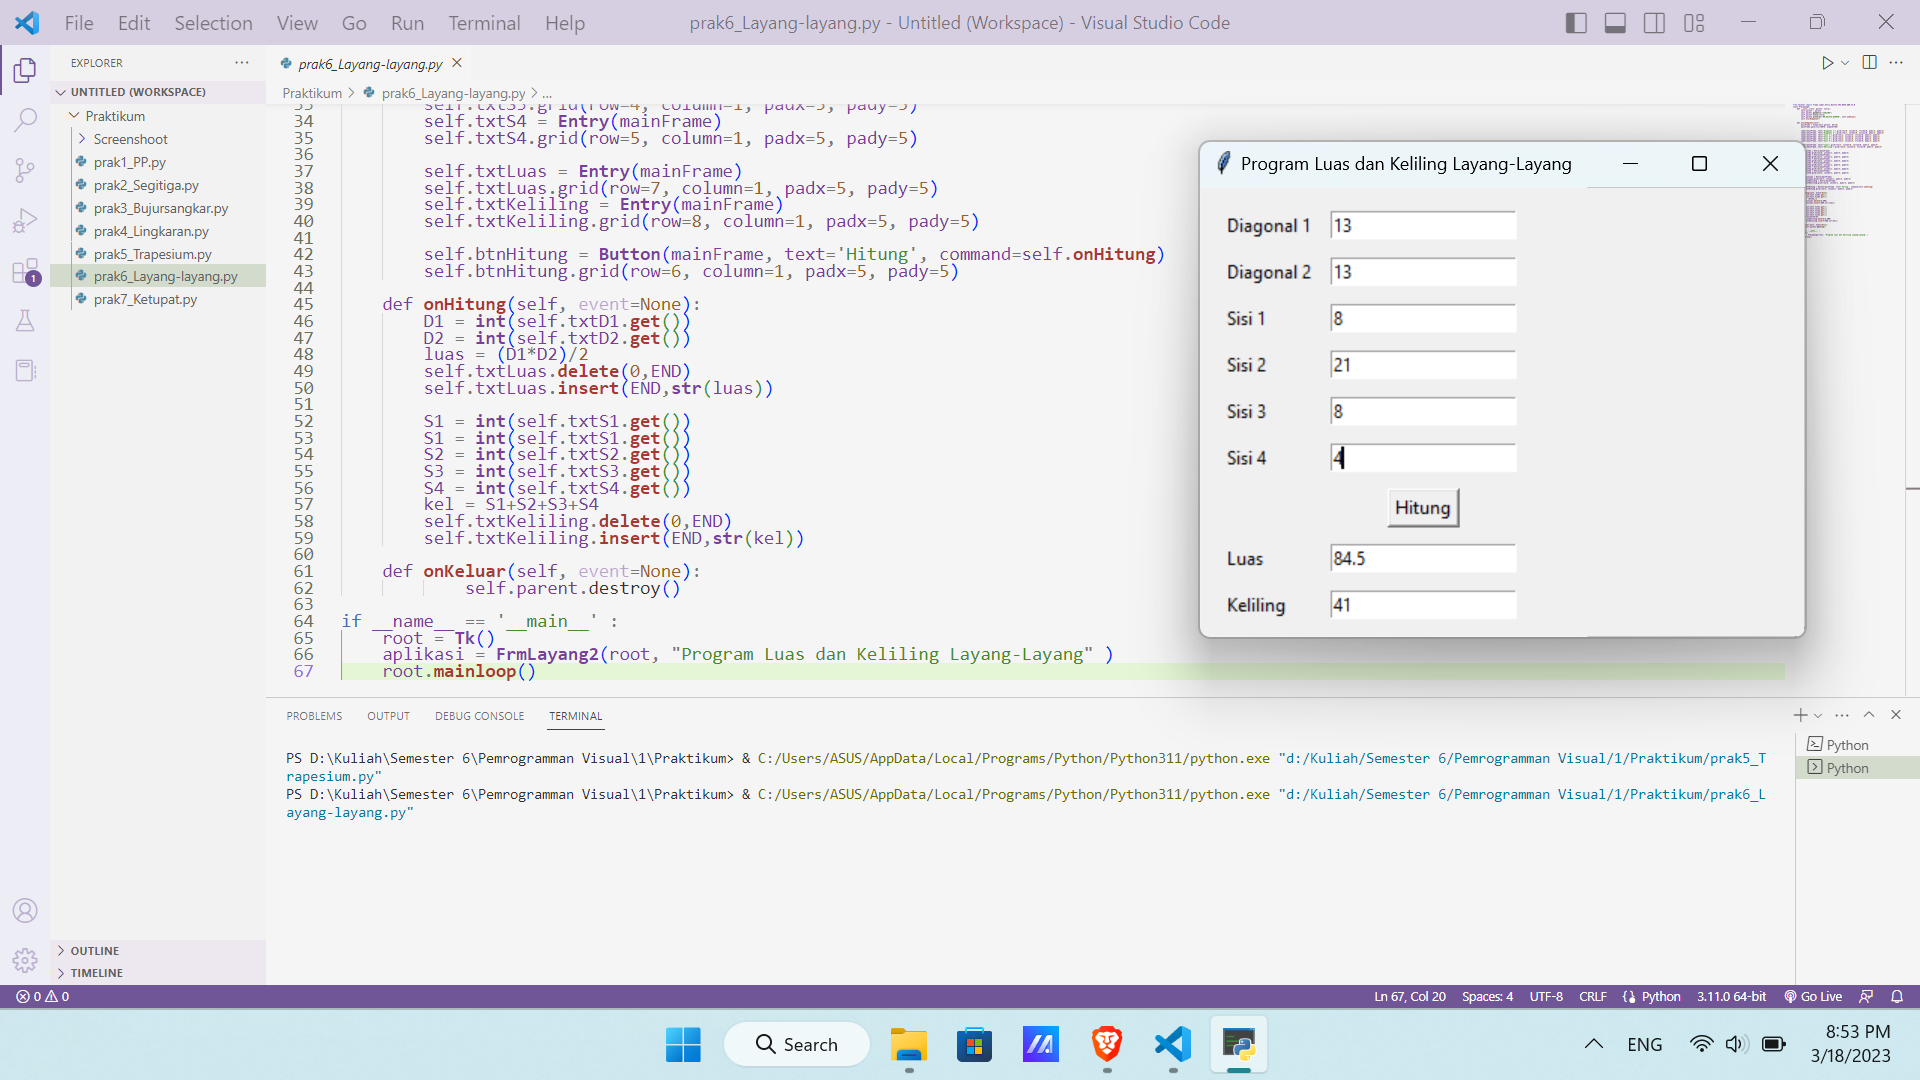 File Edit Selection View Go Run Terminal Help
prak6_Layang-layang.py - Untitled (Workspace) - Visual Studio Code
EXPLORER
UNTITLED (WORKSPACE)
Praktikum
Screenshoot
prak1_PP.py
prak2_Segitiga.py
prak3_Bujursangkar.py
prak4_Lingkaran.py
prak5_Trapesium.py
prak6_Layang-layang.py
prak7_Ketupat.py
OUTLINE
TIMELINE
1
prak6_Layang-layang.py
Praktikum > prak6_Layang-layang.py > ...
33 self.txtS3.grid(row=4, column=1, padx=5, pady=5)
34 self.txtS4 = Entry(mainFrame)
35 self.txtS4.grid(row=5, column=1, padx=5, pady=5)
36
37 self.txtLuas = Entry(mainFrame)
38 self.txtLuas.grid(row=7, column=1, padx=5, pady=5)
39 self.txtKeliling = Entry(mainFrame)
40 self.txtKeliling.grid(row=8, column=1, padx=5, pady=5)
41
42 self.btnHitung = Button(mainFrame, text='Hitung', command=self.onHitung)
43 self.btnHitung.grid(row=6, column=1, padx=5, pady=5)
44
45 def onHitung(self, event=None):
46 D1 = int(self.txtD1.get())
47 D2 = int(self.txtD2.get())
48 luas = (D1*D2)/2
49 self.txtLuas.delete(0,END)
50 self.txtLuas.insert(END,str(luas))
51
52 S1 = int(self.txtS1.get())
53 S1 = int(self.txtS1.get())
54 S2 = int(self.txtS2.get())
55 S3 = int(self.txtS3.get())
56 S4 = int(self.txtS4.get())
57 kel = S1+S2+S3+S4
58 self.txtKeliling.delete(0,END)
59 self.txtKeliling.insert(END,str(kel))
60
61 def onKeluar(self, event=None):
62 self.parent.destroy()
63
64 if __name__ == '__main__' :
65 root = Tk()
66 aplikasi = FrmLayang2(root, "Program Luas dan Keliling Layang-Layang" )
67 root.mainloop()
Program Luas dan Keliling Layang-Layang
Diagonal 1 13
Diagonal 2 13
Sisi 1 8
Sisi 2 21
Sisi 3 8
Sisi 4 4
Hitung
Luas 84.5
Keliling 41
PROBLEMS OUTPUT DEBUG CONSOLE TERMINAL
PS D:\Kuliah\Semester 6\Pemrogramman Visual\1\Praktikum> & C:/Users/ASUS/AppData/Local/Programs/Python/Python311/python.exe "d:/Kuliah/Semester 6/Pemrogramman Visual/1/Praktikum/prak5_T
rapesium.py"
PS D:\Kuliah\Semester 6\Pemrogramman Visual\1\Praktikum> & C:/Users/ASUS/AppData/Local/Programs/Python/Python311/python.exe "d:/Kuliah/Semester 6/Pemrogramman Visual/1/Praktikum/prak6_L
ayang-layang.py"
Python
Python
0 0
Ln 67, Col 20 Spaces: 4 UTF-8 CRLF Python 3.11.0 64-bit Go Live
Search
ENG
8:53 PM
3/18/2023